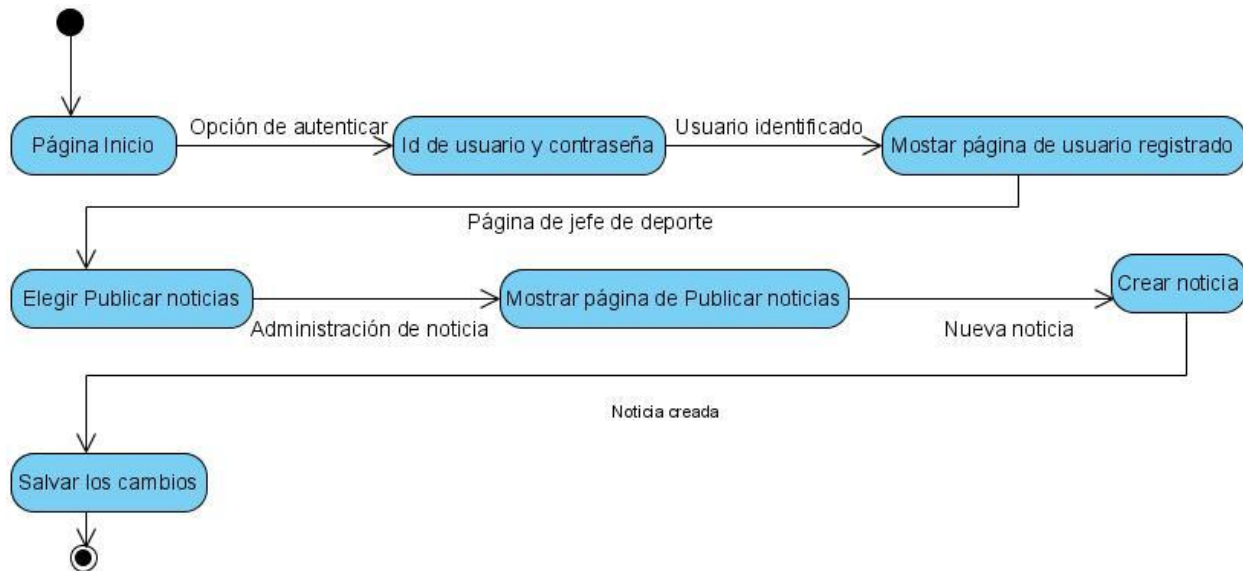 Opción de autenticar
Usuario identificado
Página Inicio
Id de usuario y contraseña
Mostar página de usuario registrado
Página de jefe de deporte
Elegir Publicar noticias
Mostrar página de Publicar noticias
Crear noticia
Administración de noticia
Nueva noticia
Noticia creada
Salvar los cambios